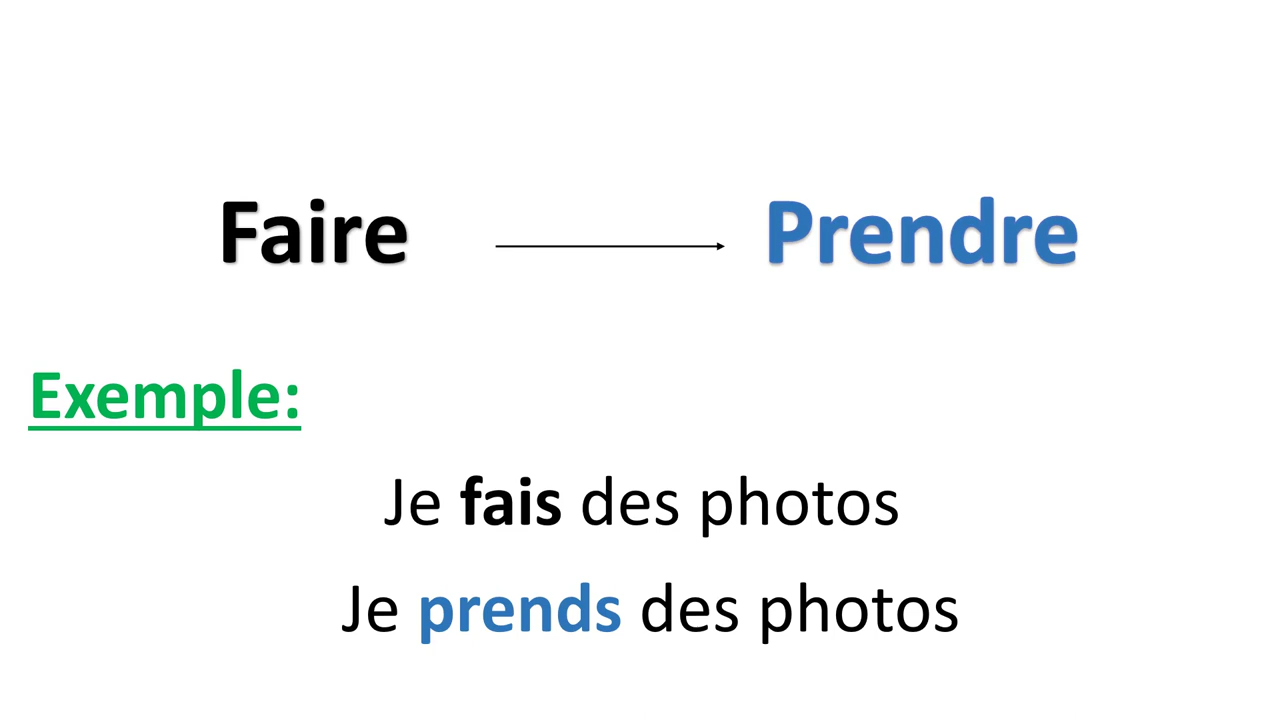 Faire Prendre
Exemple:
Je fais des photos
Je prends des photos